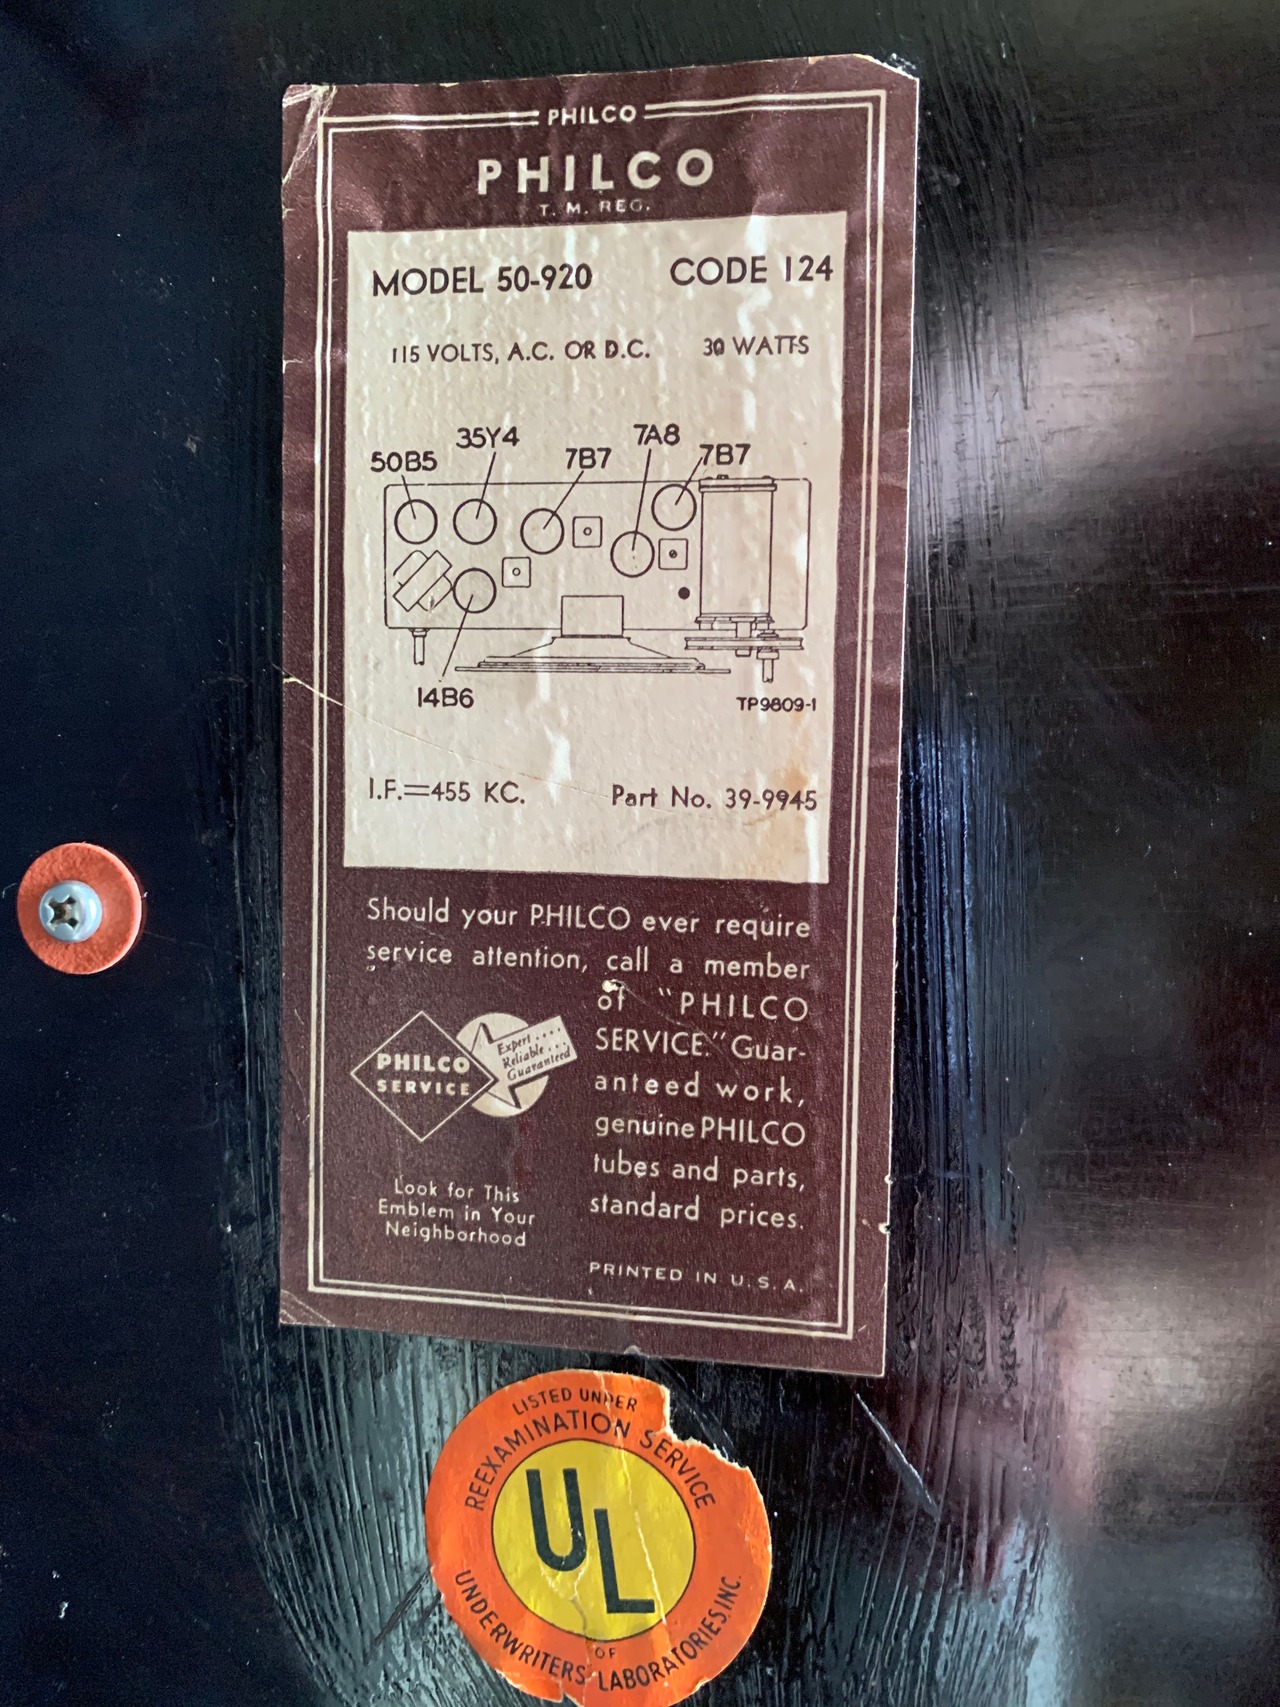 PHILCO
PHILCO
T. M. REG.
MODEL 50-920 CODE 124
115 VOLTS, A.C. OR D.C. 30 WATTS
50B5 35Y4 7B7 7A8 7B7
14B6 TP9809-1
I.F.=455 KC. Part No. 39-9945
Should your PHILCO ever require
service attention, call a member
of "PHILCO
SERVICE." Guar-
anteed work,
genuine PHILCO
tubes and parts,
standard prices.
PHILCO
SERVICE
Expert....
Reliable...
Guaranteed
Look for This
Emblem in Your
Neighborhood
PRINTED IN U. S. A.
LISTED UNDER
REEXAMINATION SERVICE
UL
OF
UNDERWRITERS LABORATORIES, INC.